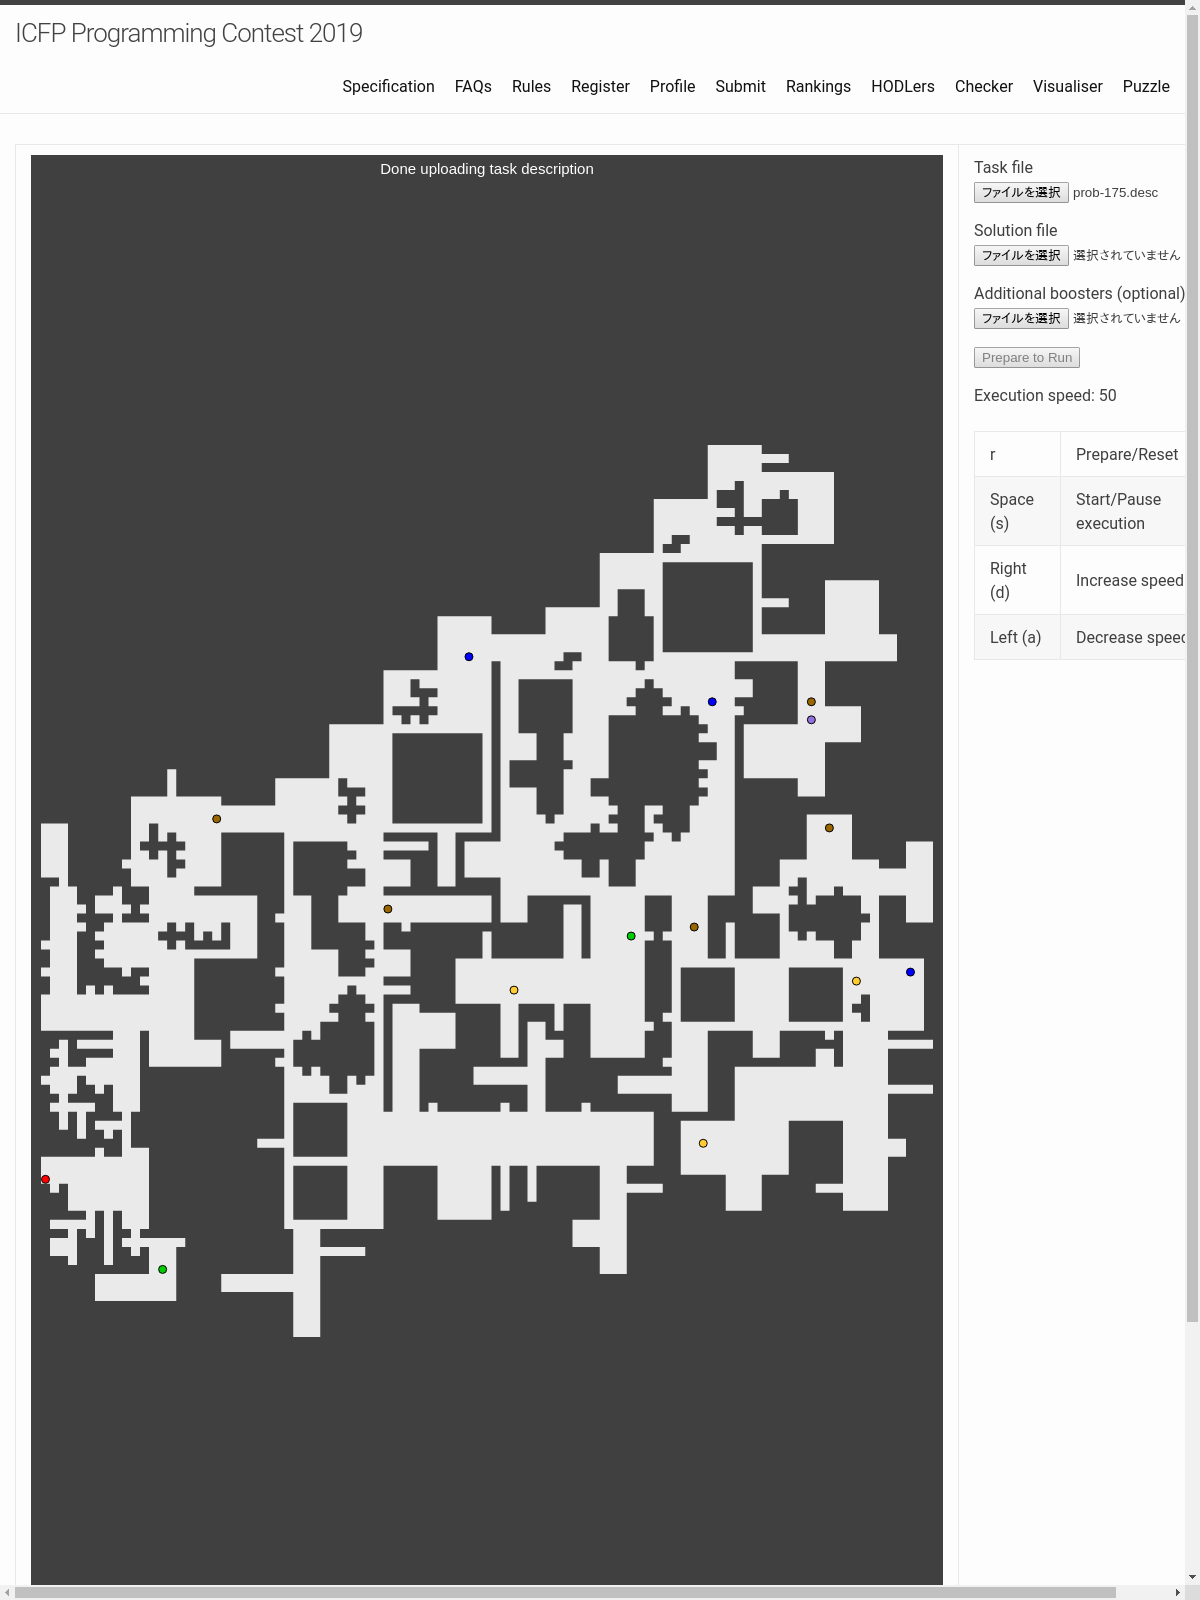 ICFP Programming Contest 2019
Specification FAQs Rules Register Profile Submit Rankings HODLers Checker Visualiser Puzzle
Done uploading task description
Task file
ファイルを選択 prob-175.desc
Solution file
ファイルを選択 選択されていません
Additional boosters (optional)
ファイルを選択 選択されていません
Prepare to Run
Execution speed: 50
r Prepare/Reset
Space (s) Start/Pause execution
Right (d) Increase speed
Left (a) Decrease speed